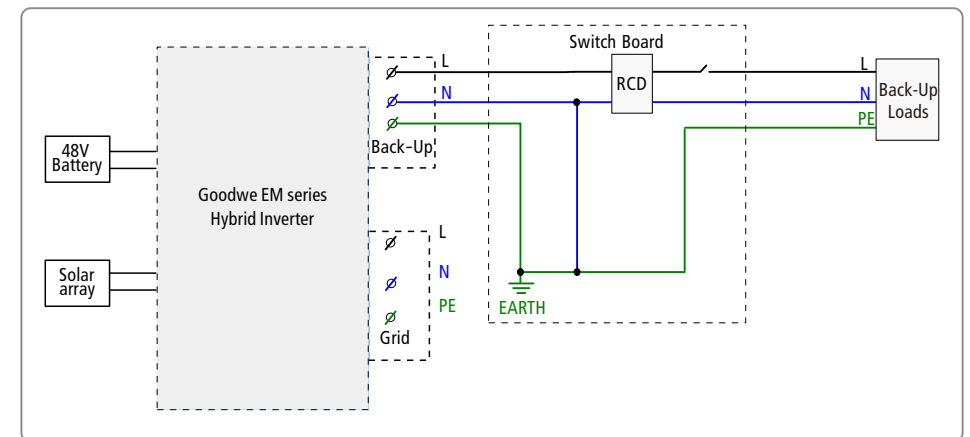 Switch Board
L
N
Back-Up
RCD
L
N
PE
Back-Up
Loads
48V
Battery
Goodwe EM series
Hybrid Inverter
L
N
PE
Grid
Solar
array
EARTH